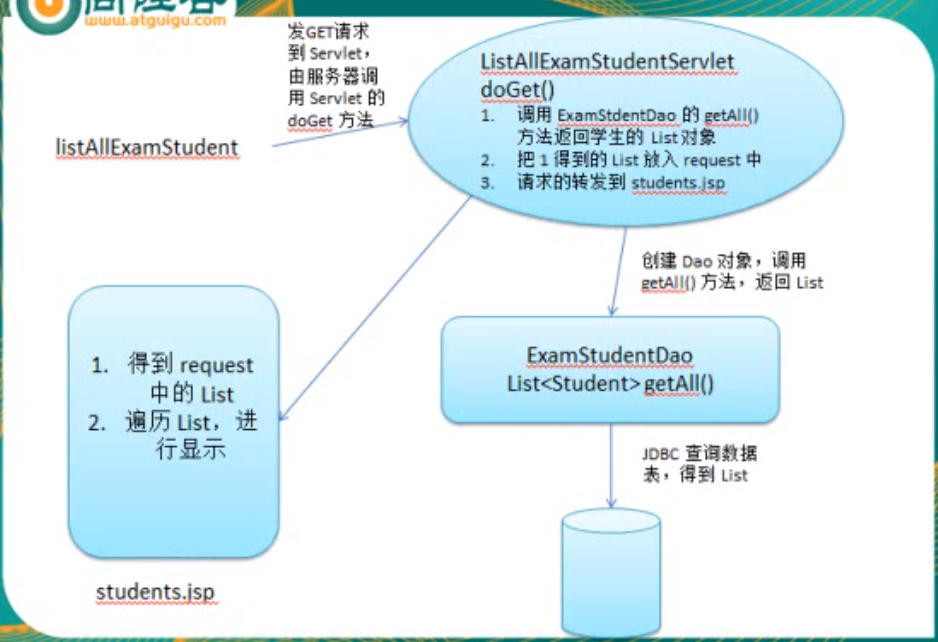 www.atguigu.com
发GET请求
到 Servlet，
由服务器调
用 Servlet 的
doGet 方法
listAllExamStudent
ListAllExamStudentServlet
doGet()
1. 调用 ExamStdentDao 的 getAll()
方法返回学生的 List 对象
2. 把 1 得到的 List 放入 request 中
3. 请求的转发到 students.jsp
创建 Dao 对象，调用
getAll() 方法，返回 List
ExamStudentDao
List<Student> getAll()
JDBC 查询数据
表，得到 List
1. 得到 request
中的 List
2. 遍历 List，进
行显示
students.jsp